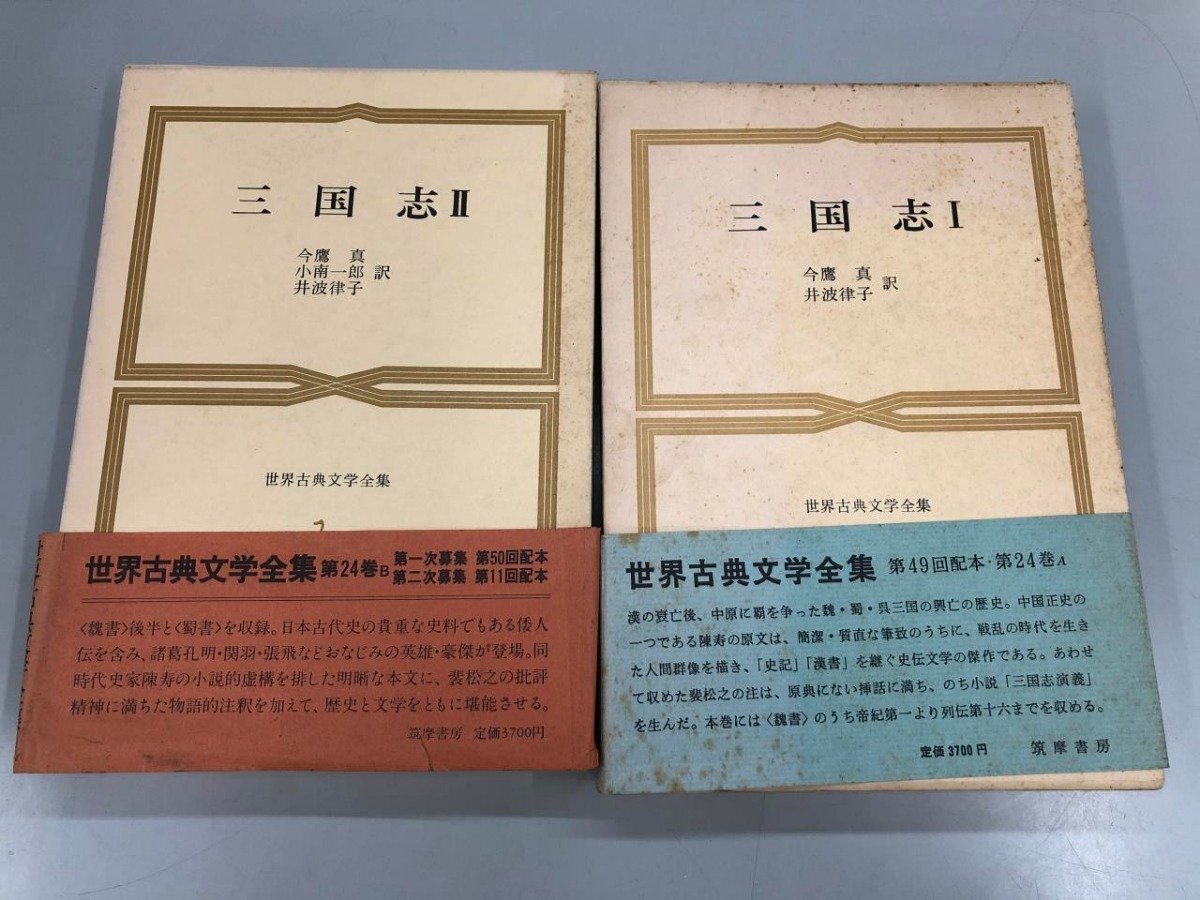 三国志Ⅱ
今鷹 真
小南一郎 訳
井波律子
世界古典文学全集
世界古典文学全集 第24巻B 第一次募集 第50回配本
第二次募集 第11回配本
〈魏書〉後半と〈蜀書〉を収録。日本古代史の貴重な史料でもある倭人
伝を含み、諸葛孔明・関羽・張飛などおなじみの英雄・豪傑が登場。同
時代史家陳寿の小説的虚構を排した明晰な本文に、裴松之の批評
精神に満ちた物語的注釈を加えて、歴史と文学をともに堪能させる。
筑摩書房 定価3700円
三国志Ⅰ
今鷹 真
井波律子 訳
世界古典文学全集
世界古典文学全集 第49回配本・第24巻A
漢の衰亡後、中原に覇を争った魏・蜀・呉三国の興亡の歴史。中国正史の
一つである陳寿の原文は、簡潔・質直な筆致のうちに、戦乱の時代を生き
た人間群像を描き、「史記」「漢書」を継ぐ史伝文学の傑作である。あわせ
て収めた裴松之の注は、原典にない挿話に満ち、のち小説「三国志演義」
を生んだ。本巻には〈魏書〉のうち帝紀第一より列伝第十六までを収める。
定価3700円 筑摩書房